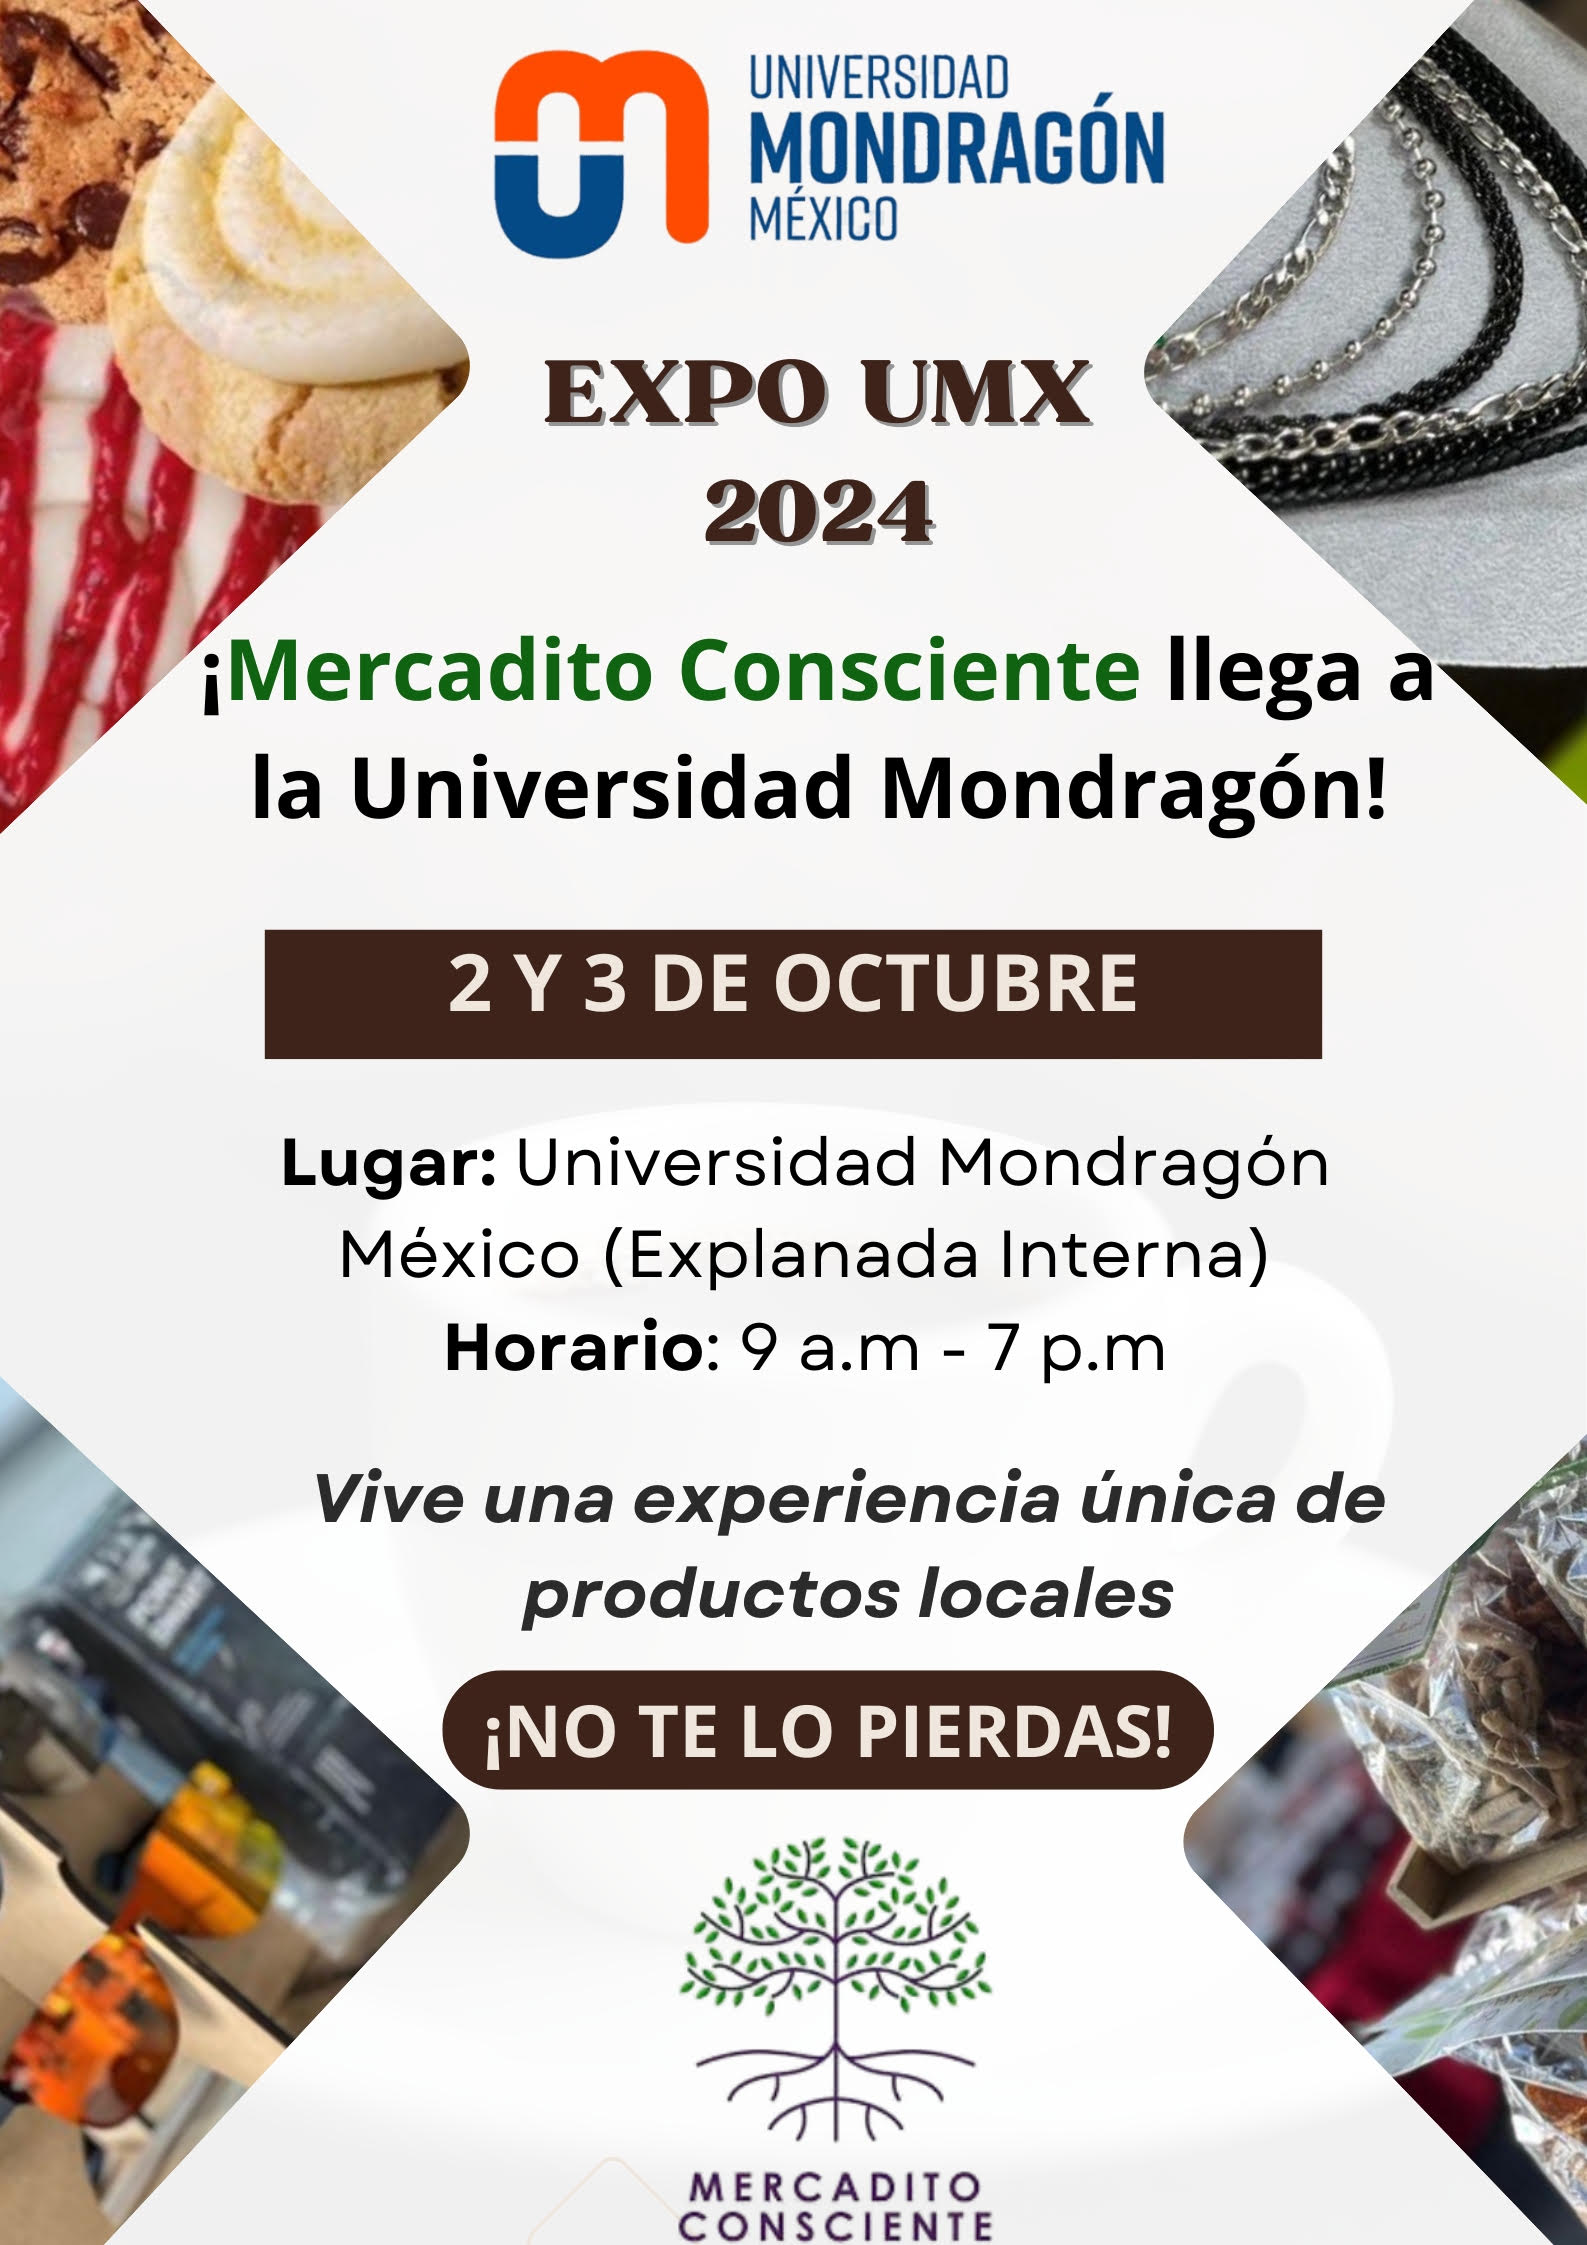 UNIVERSIDAD
MONDRAGÓN
MÉXICO
EXPO UMX
2024
¡Mercadito Consciente llega a
la Universidad Mondragón!
2 Y 3 DE OCTUBRE
Lugar: Universidad Mondragón
México (Explanada Interna)
Horario: 9 a.m - 7 p.m
Vive una experiencia única de
productos locales
¡NO TE LO PIERDAS!
MERCADITO
CONSCIENTE